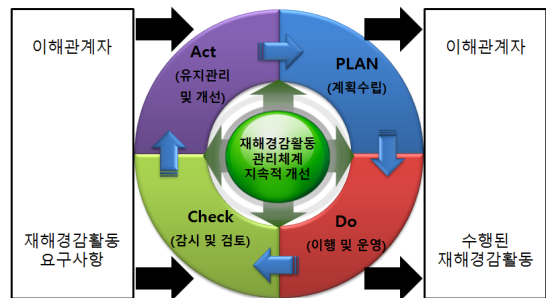 이해관계자
재해경감활동
요구사항
Act
(유지관리
및 개선)
PLAN
(계획수립)
재해경감활동
관리체계
지속적 개선
Check
(감시 및 검토)
Do
(이행 및 운영)
이해관계자
수행된
재해경감활동